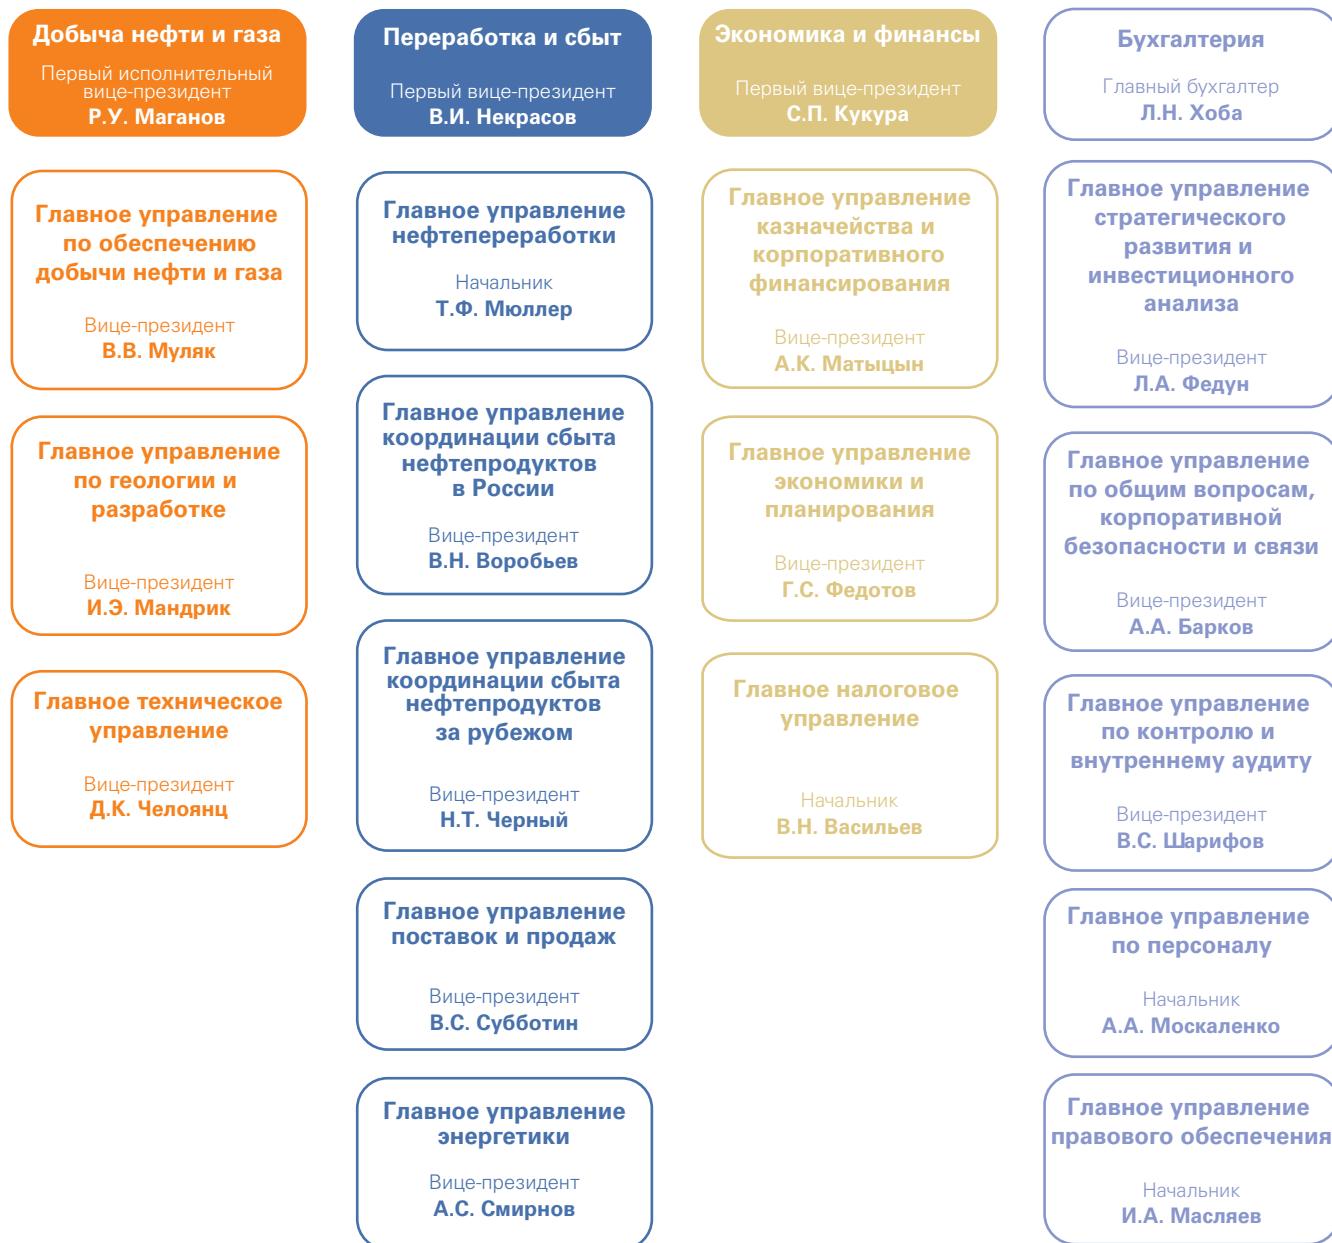 Добыча нефти и газа
Первый исполнительный
вице-президент
Р.У. Маганов
Главное управление
по обеспечению
добычи нефти и газа
Вице-президент
В.В. Муляк
Главное управление
по геологии и
разработке
Вице-президент
И.Э. Мандрик
Главное техническое
управление
Вице-президент
Д.К. Челоянц
Переработка и сбыт
Первый вице-президент
В.И. Некрасов
Главное управление
нефтепереработки
Начальник
Т.Ф. Мюллер
Главное управление
координации сбыта
нефтепродуктов
в России
Вице-президент
В.Н. Воробьев
Главное управление
координации сбыта
нефтепродуктов
за рубежом
Вице-президент
Н.Т. Черный
Главное управление
поставок и продаж
Вице-президент
В.С. Субботин
Главное управление
энергетики
Вице-президент
А.С. Смирнов
Экономика и финансы
Первый вице-президент
С.П. Кукура
Главное управление
казначейства и
корпоративного
финансирования
Вице-президент
А.К. Матыцын
Главное управление
экономики и
планирования
Вице-президент
Г.С. Федотов
Главное налоговое
управление
Начальник
В.Н. Васильев
Бухгалтерия
Главный бухгалтер
Л.Н. Хоба
Главное управление
стратегического
развития и
инвестиционного
анализа
Вице-президент
Л.А. Федун
Главное управление
по общим вопросам,
корпоративной
безопасности и связи
Вице-президент
А.А. Барков
Главное управление
по контролю и
внутреннему аудиту
Вице-президент
В.С. Шарифов
Главное управление
по персоналу
Начальник
А.А. Москаленко
Главное управление
правового обеспечения
Начальник
И.А. Масляев